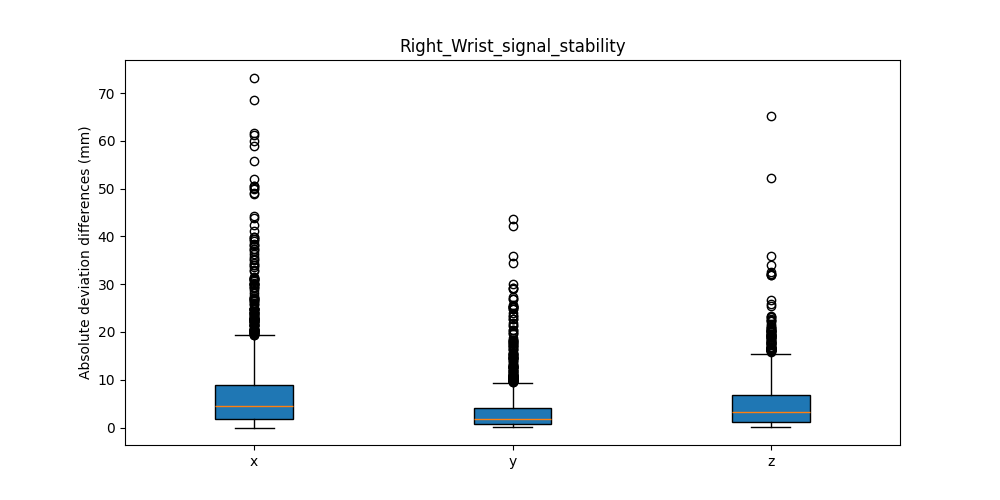 Right_Wrist_signal_stability
Absolute deviation differences (mm)
70
60
50
40
30
20
10
0
x y z